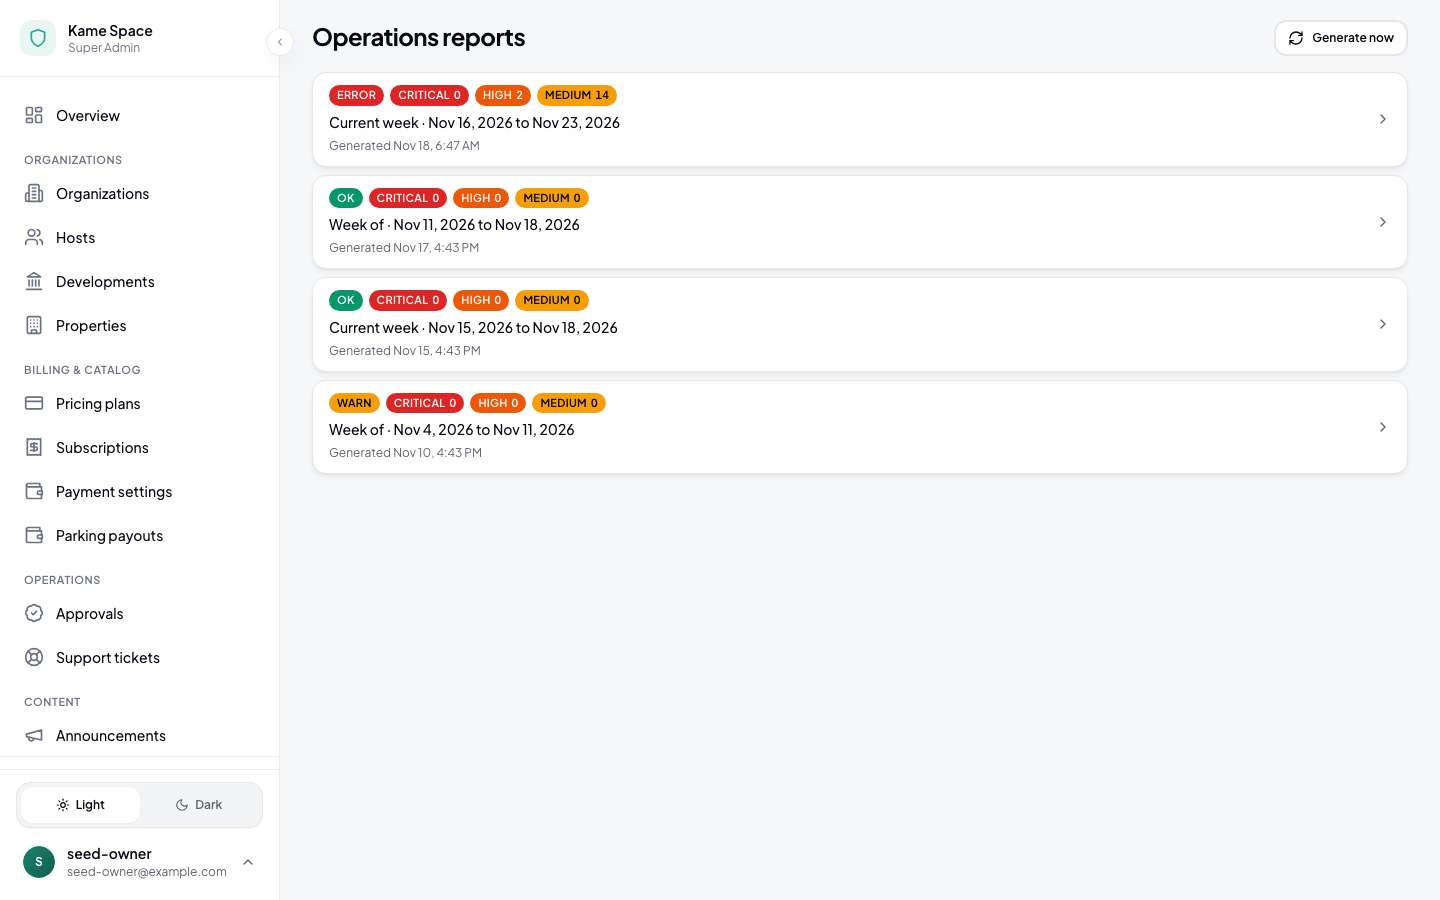 Kame Space
Super Admin
Overview
ORGANIZATIONS
Organizations
Hosts
Developments
Properties
BILLING & CATALOG
Pricing plans
Subscriptions
Payment settings
Parking payouts
OPERATIONS
Approvals
Support tickets
CONTENT
Announcements
Light Dark
S
seed-owner
seed-owner@example.com
Operations reports
Generate now
ERROR CRITICAL 0 HIGH 2 MEDIUM 14
Current week · Nov 16, 2026 to Nov 23, 2026
Generated Nov 18, 6:47 AM
OK CRITICAL 0 HIGH 0 MEDIUM 0
Week of · Nov 11, 2026 to Nov 18, 2026
Generated Nov 17, 4:43 PM
OK CRITICAL 0 HIGH 0 MEDIUM 0
Current week · Nov 15, 2026 to Nov 18, 2026
Generated Nov 15, 4:43 PM
WARN CRITICAL 0 HIGH 0 MEDIUM 0
Week of · Nov 4, 2026 to Nov 11, 2026
Generated Nov 10, 4:43 PM